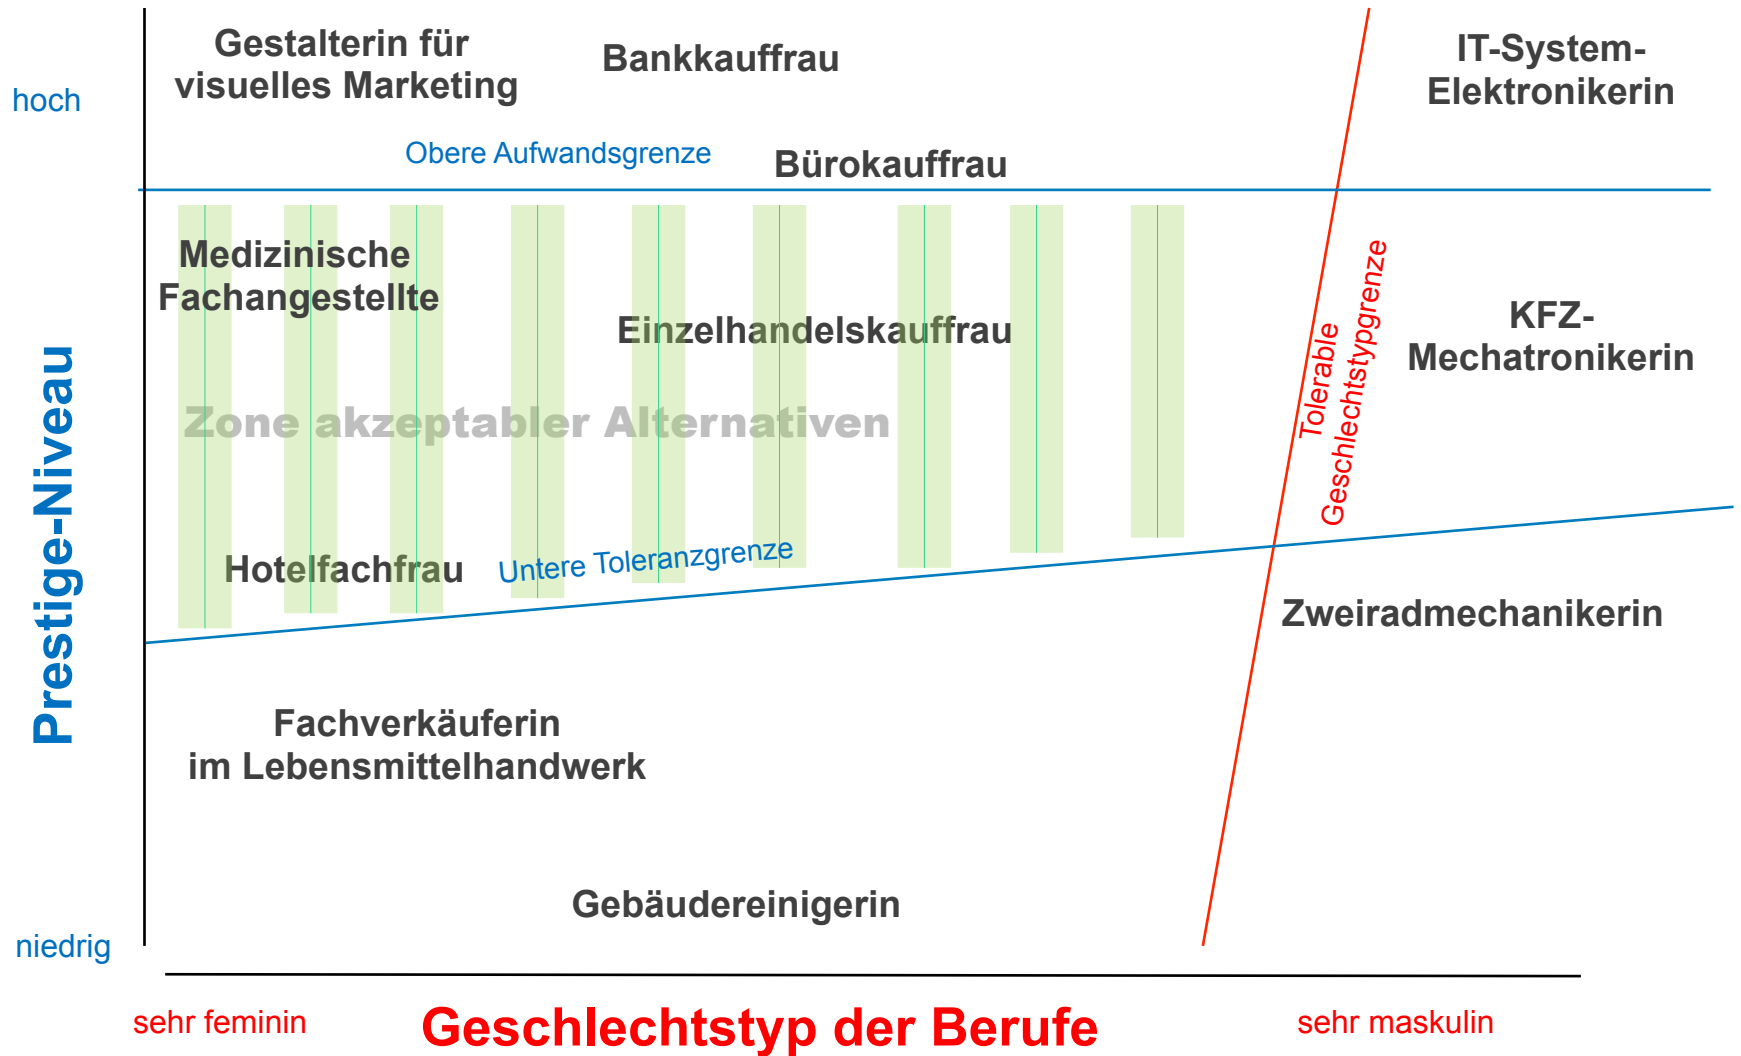 Gestalterin für
visuelles Marketing
Bankkauffrau
IT-System-
Elektronikerin
hoch
Obere Aufwandsgrenze
Bürokauffrau
Medizinische
Fachangestellte
Einzelhandelskauffrau
Tolerable
Geschlechtstypgrenze
KFZ-
Mechatronikerin
Zone akzeptabler Alternativen
Prestige-Niveau
Hotelfachfrau
Untere Toleranzgrenze
Zweiradmechanikerin
Fachverkäuferin
im Lebensmittelhandwerk
Gebäudereinigerin
niedrig
sehr feminin
Geschlechtstyp der Berufe
sehr maskulin